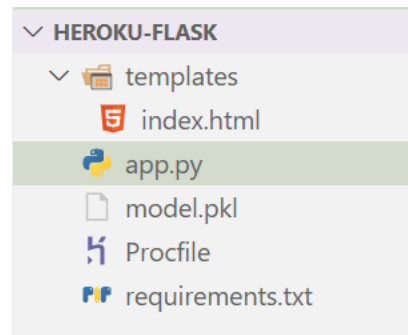 HEROKU-FLASK
templates
index.html
app.py
model.pkl
Procfile
requirements.txt